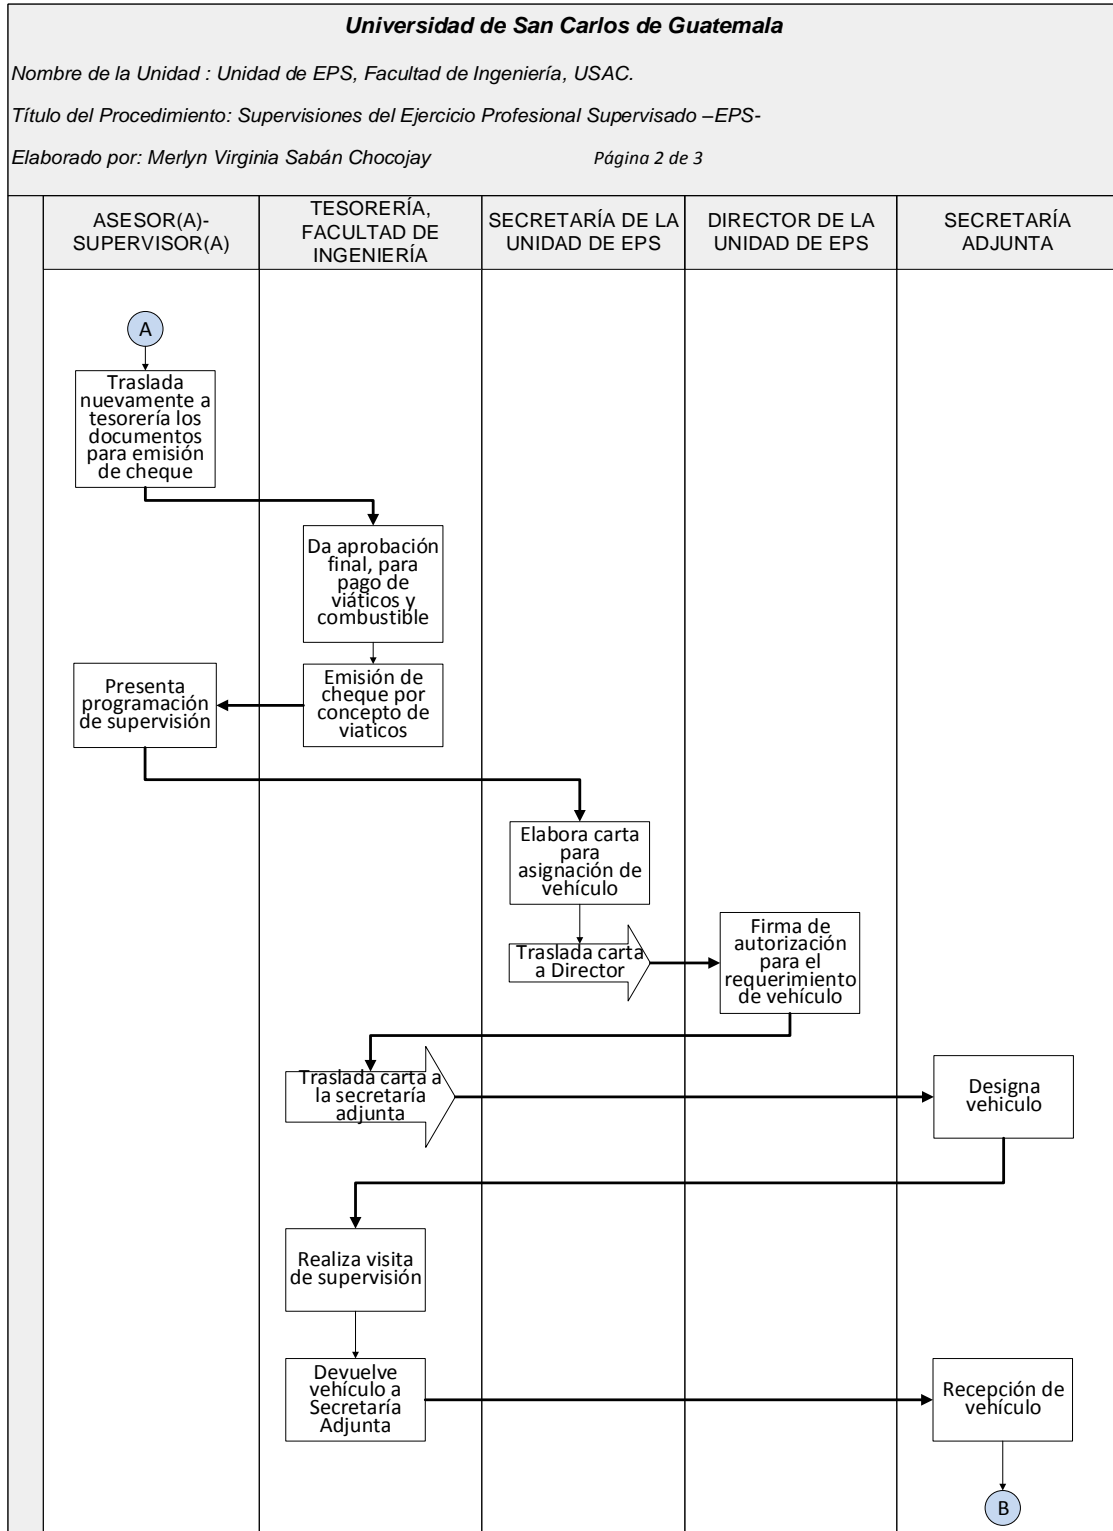 Universidad de San Carlos de Guatemala
Nombre de la Unidad : Unidad de EPS, Facultad de Ingeniería, USAC.
Título del Procedimiento: Supervisiones del Ejercicio Profesional Supervisado –EPS-
Elaborado por: Merlyn Virginia Sabán Chocojay Página 2 de 3
ASESOR(A)-
SUPERVISOR(A)
TESORERÍA,
FACULTAD DE
INGENIERÍA
SECRETARÍA DE LA
UNIDAD DE EPS
DIRECTOR DE LA
UNIDAD DE EPS
SECRETARÍA
ADJUNTA
A
Traslada
nuevamente a
tesorería los
documentos
para emisión
de cheque
Da aprobación
final, para
pago de
viáticos y
combustible
Emisión de
cheque por
concepto de
viaticos
Presenta
programación
de supervisión
Elabora carta
para
asignación de
vehículo
Traslada carta
a Director
Firma de
autorización
para el
requerimiento
de vehículo
Traslada carta a
la secretaría
adjunta
Designa
vehiculo
Realiza visita
de supervisión
Devuelve
vehículo a
Secretaría
Adjunta
Recepción de
vehículo
B